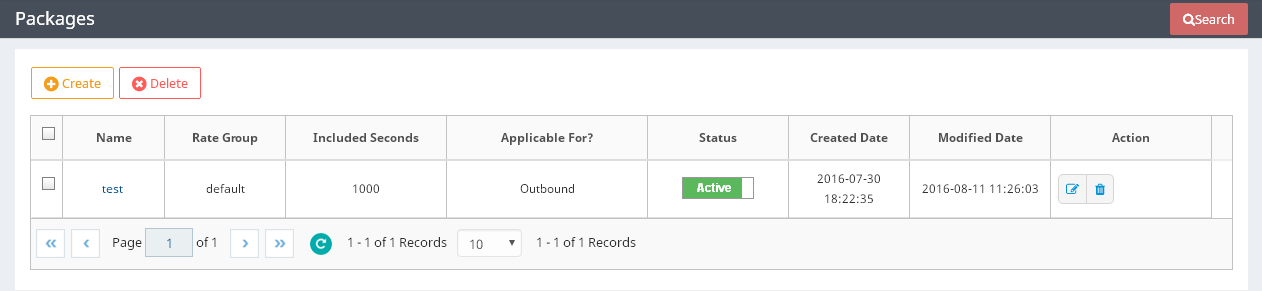 Packages
Search
Create Delete
Name Rate Group Included Seconds Applicable For? Status Created Date Modified Date Action
test default 1000 Outbound Active 2016-07-30 18:22:35 2016-08-11 11:26:03
Page 1 of 1 1 - 1 of 1 Records 10 1 - 1 of 1 Records